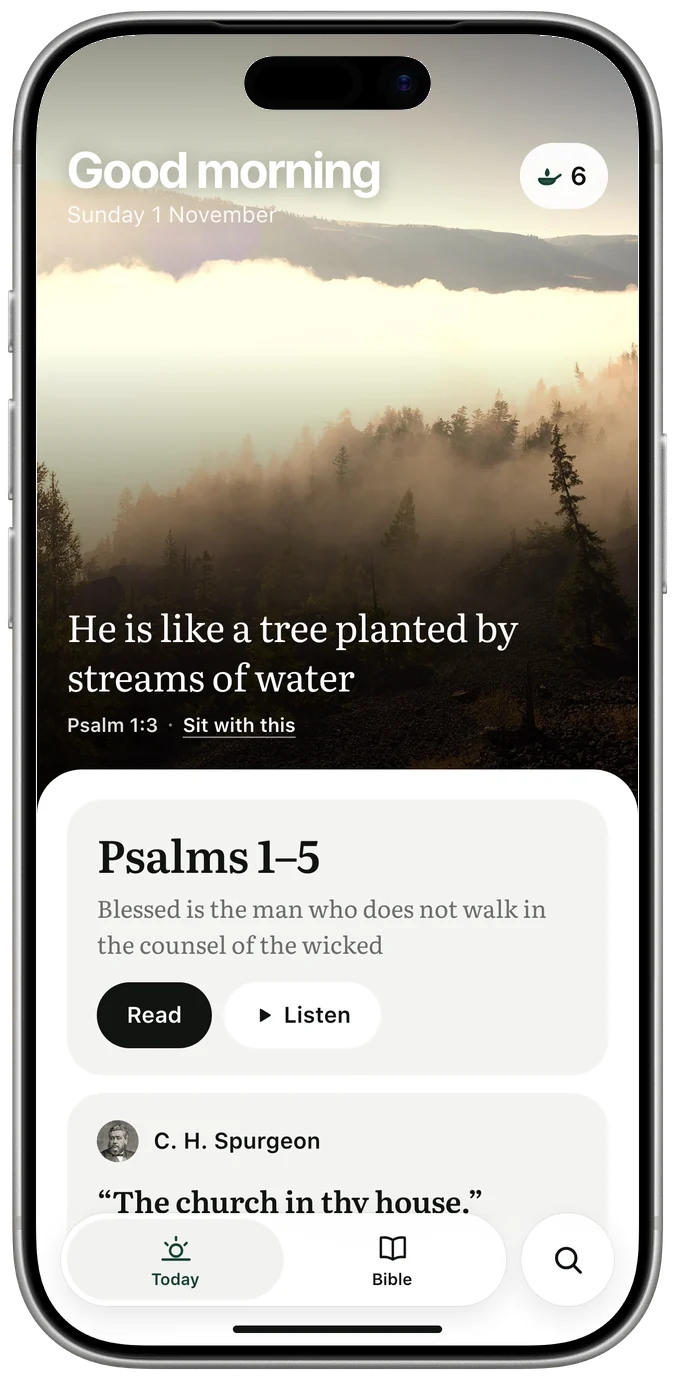 Good morning
6
Sunday 1 November
He is like a tree planted by
streams of water
Psalm 1:3 · Sit with this
Psalms 1–5
Blessed is the man who does not walk in
the counsel of the wicked
Read
Listen
C. H. Spurgeon
“The church in thy house.”
Today
Bible